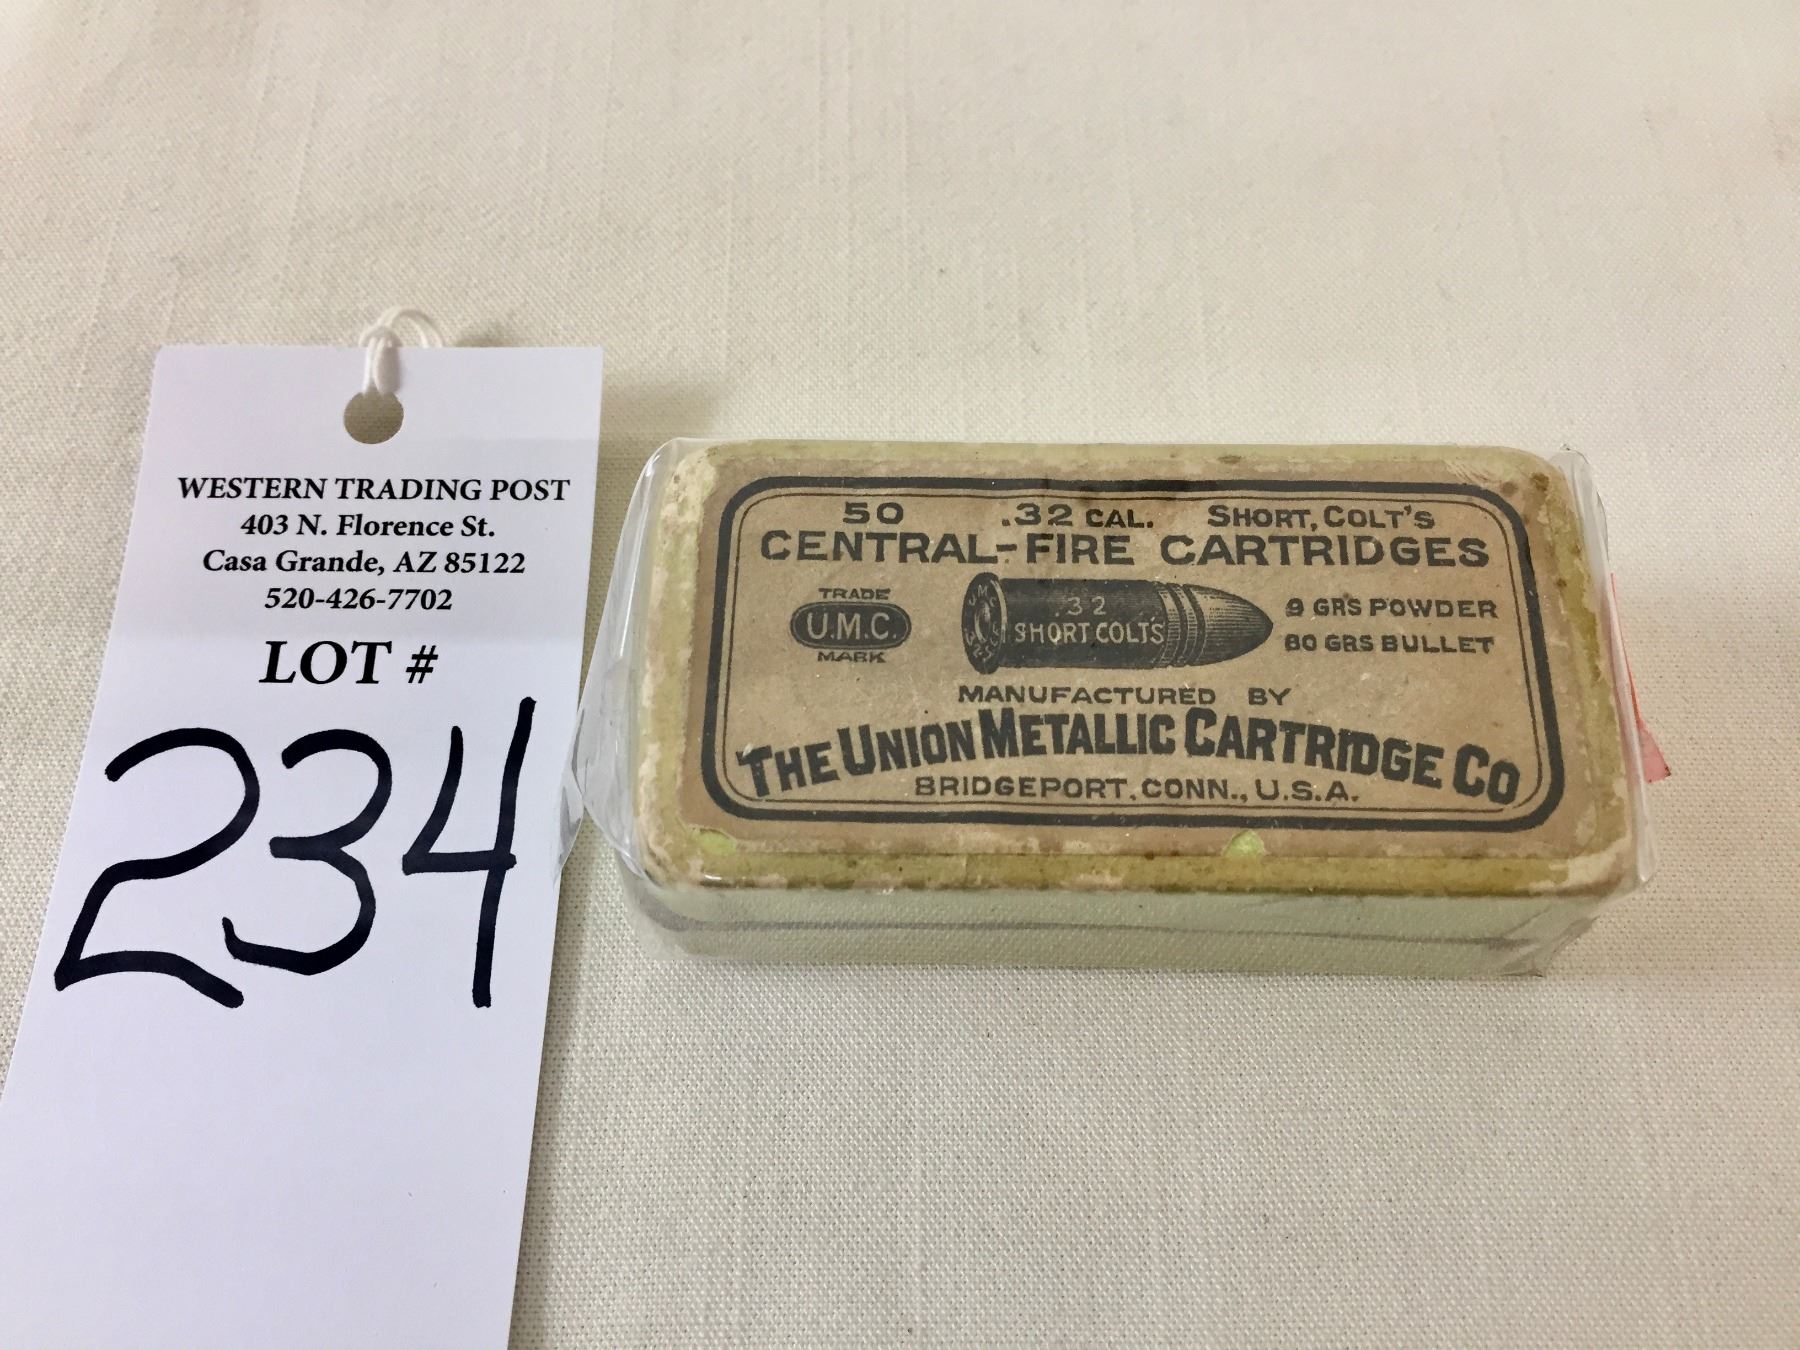 WESTERN TRADING POST
403 N. Florence St.
Casa Grande, AZ 85122
520-426-7702
LOT #
234
50 .32 CAL. SHORT, COLT'S
CENTRAL-FIRE CARTRIDGES
TRADE
U.M.C.
MARK
.32
SHORT COLT'S
9 GRS POWDER
80 GRS BULLET
MANUFACTURED BY
THE UNION METALLIC CARTRIDGE CO
BRIDGEPORT, CONN., U.S.A.